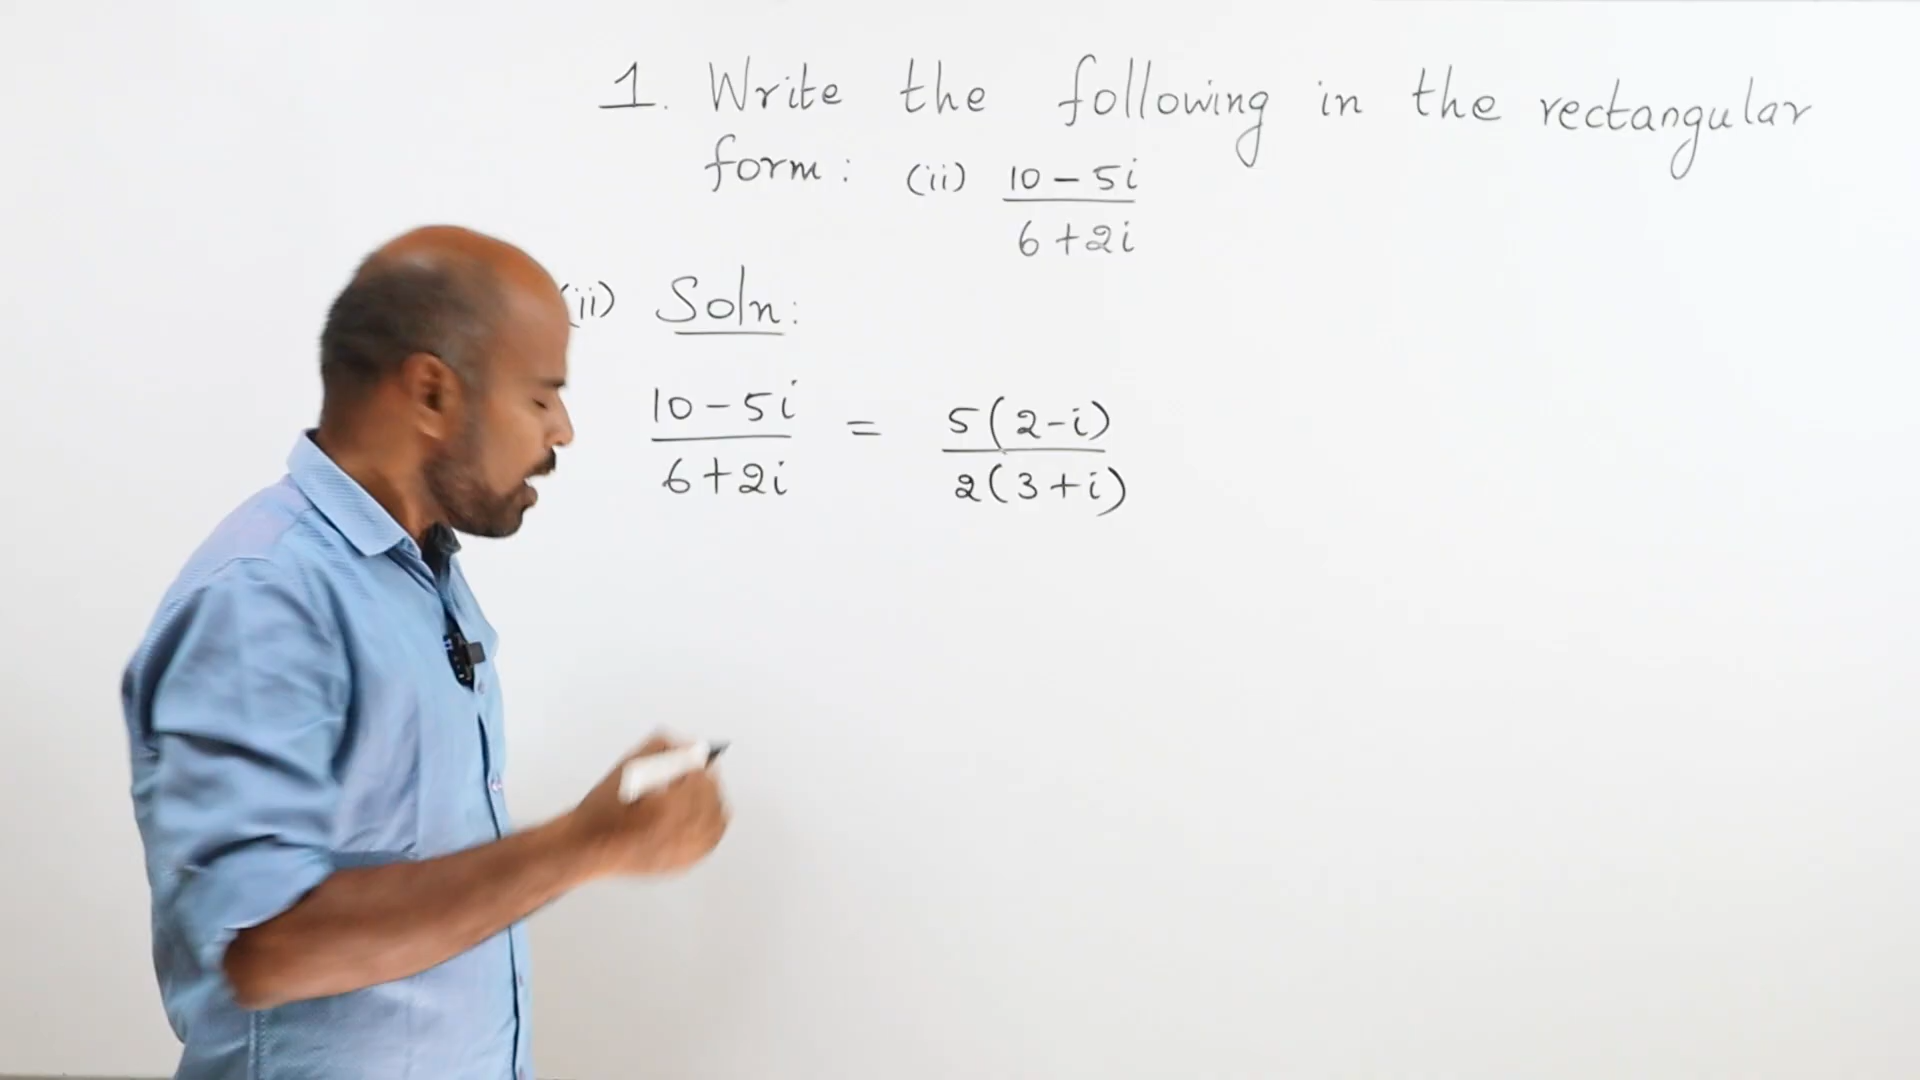 1. Write the following in the rectangular
form: (ii) 10 - 5i
6 + 2i
(ii) Soln:
10 - 5i = 5(2-i)
6+2i 2(3+i)